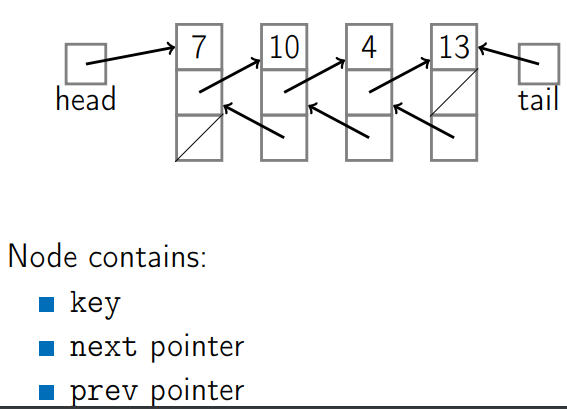 7 10 4 13
head tail
Node contains:
key
next pointer
prev pointer